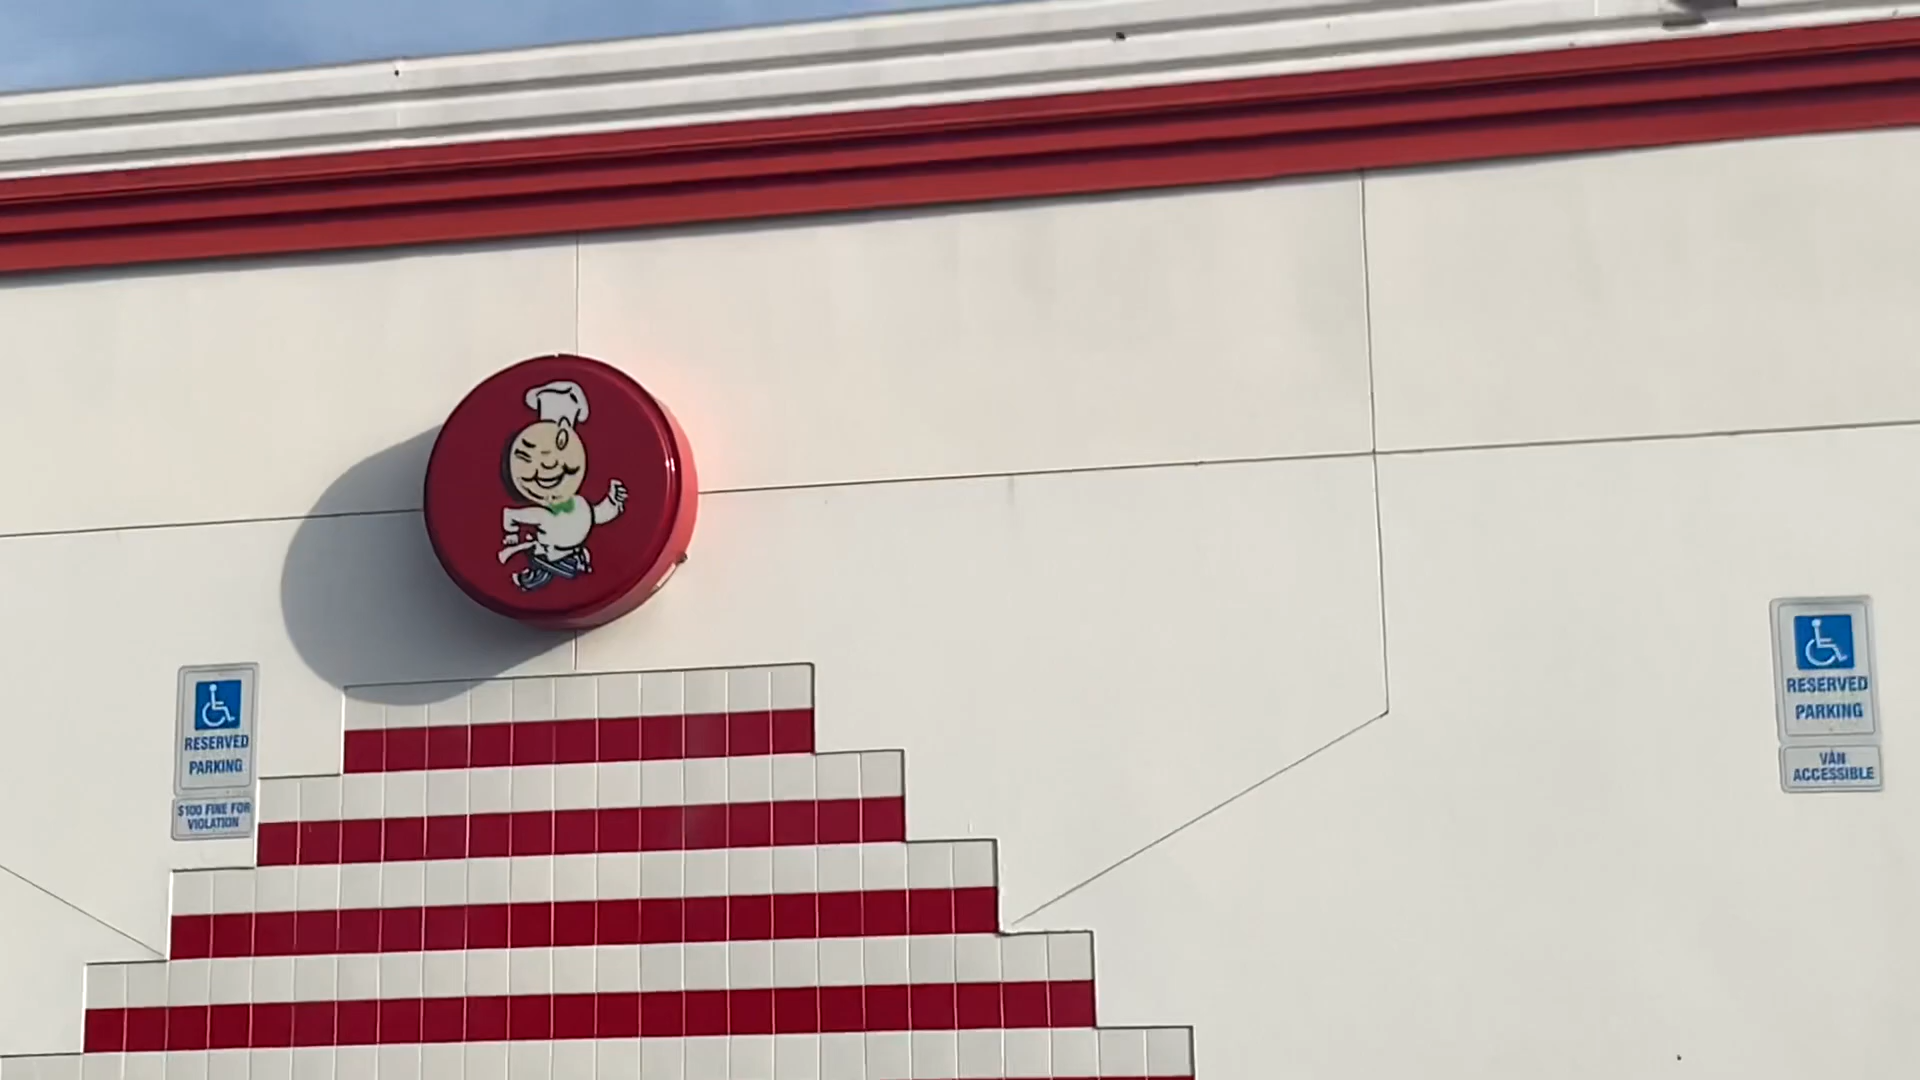 RESERVED
PARKING
$100 FINE FOR
VIOLATION
RESERVED
PARKING
VAN
ACCESSIBLE